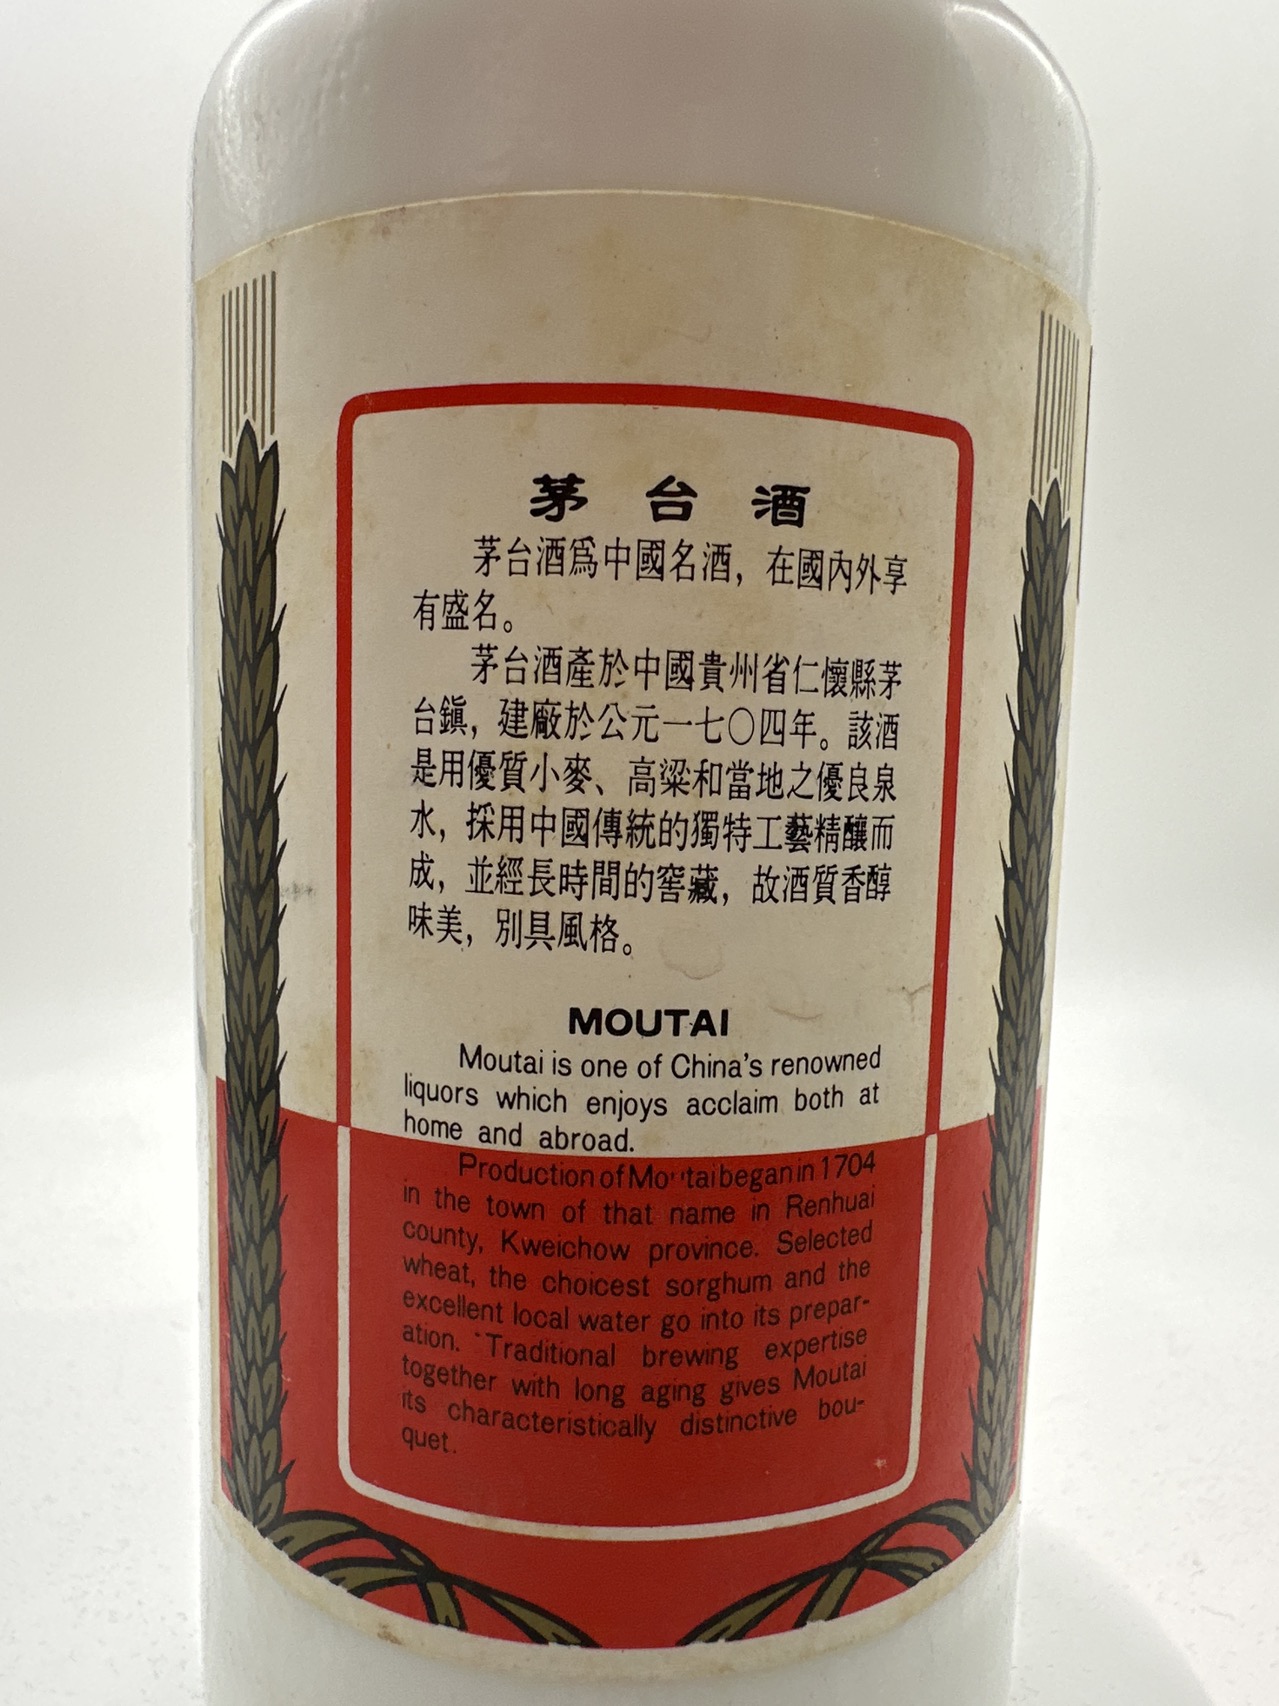 茅台酒
茅台酒爲中國名酒，在國內外享
有盛名。
茅台酒產於中國貴州省仁懷縣茅
台鎮，建廠於公元一七〇四年。該酒
是用優質小麥、高粱和當地之優良泉
水，採用中國傳統的獨特工藝精釀而
成，並經長時間的窖藏，故酒質香醇
味美，別具風格。
MOUTAI
Moutai is one of China's renowned
liquors which enjoys acclaim both at
home and abroad.
Production of Moutai began in 1704
in the town of that name in Renhuai
county, Kweichow province. Selected
wheat, the choicest sorghum and the
excellent local water go into its prepar-
ation. Traditional brewing expertise
together with long aging gives Moutai
its characteristically distinctive bou-
quet.